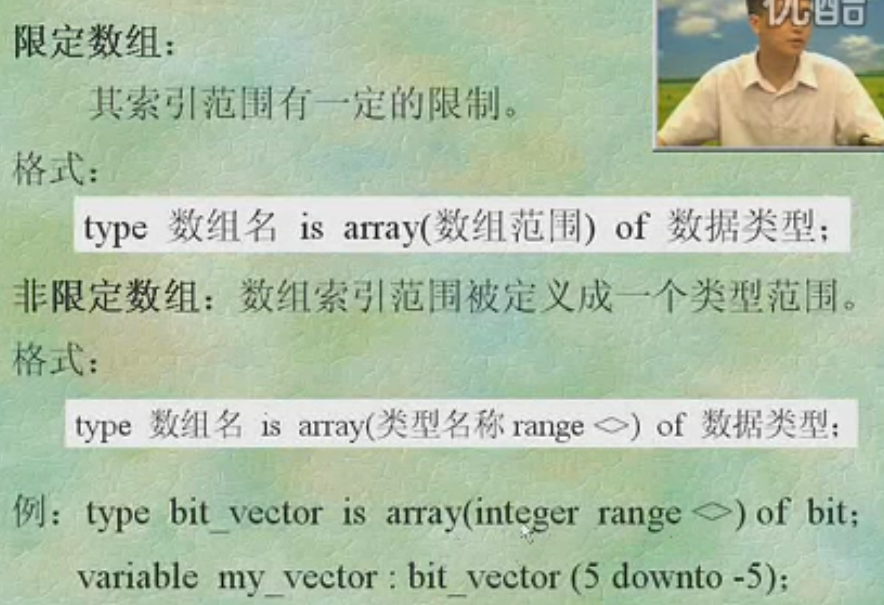 优酷
限定数组：
其索引范围有一定的限制。
格式：
type 数组名 is array(数组范围) of 数据类型；
非限定数组：数组索引范围被定义成一个类型范围。
格式：
type 数组名 is array(类型名称 range <>) of 数据类型；
例：type bit_vector is array(integer range <>) of bit;
variable my_vector : bit_vector (5 downto -5);